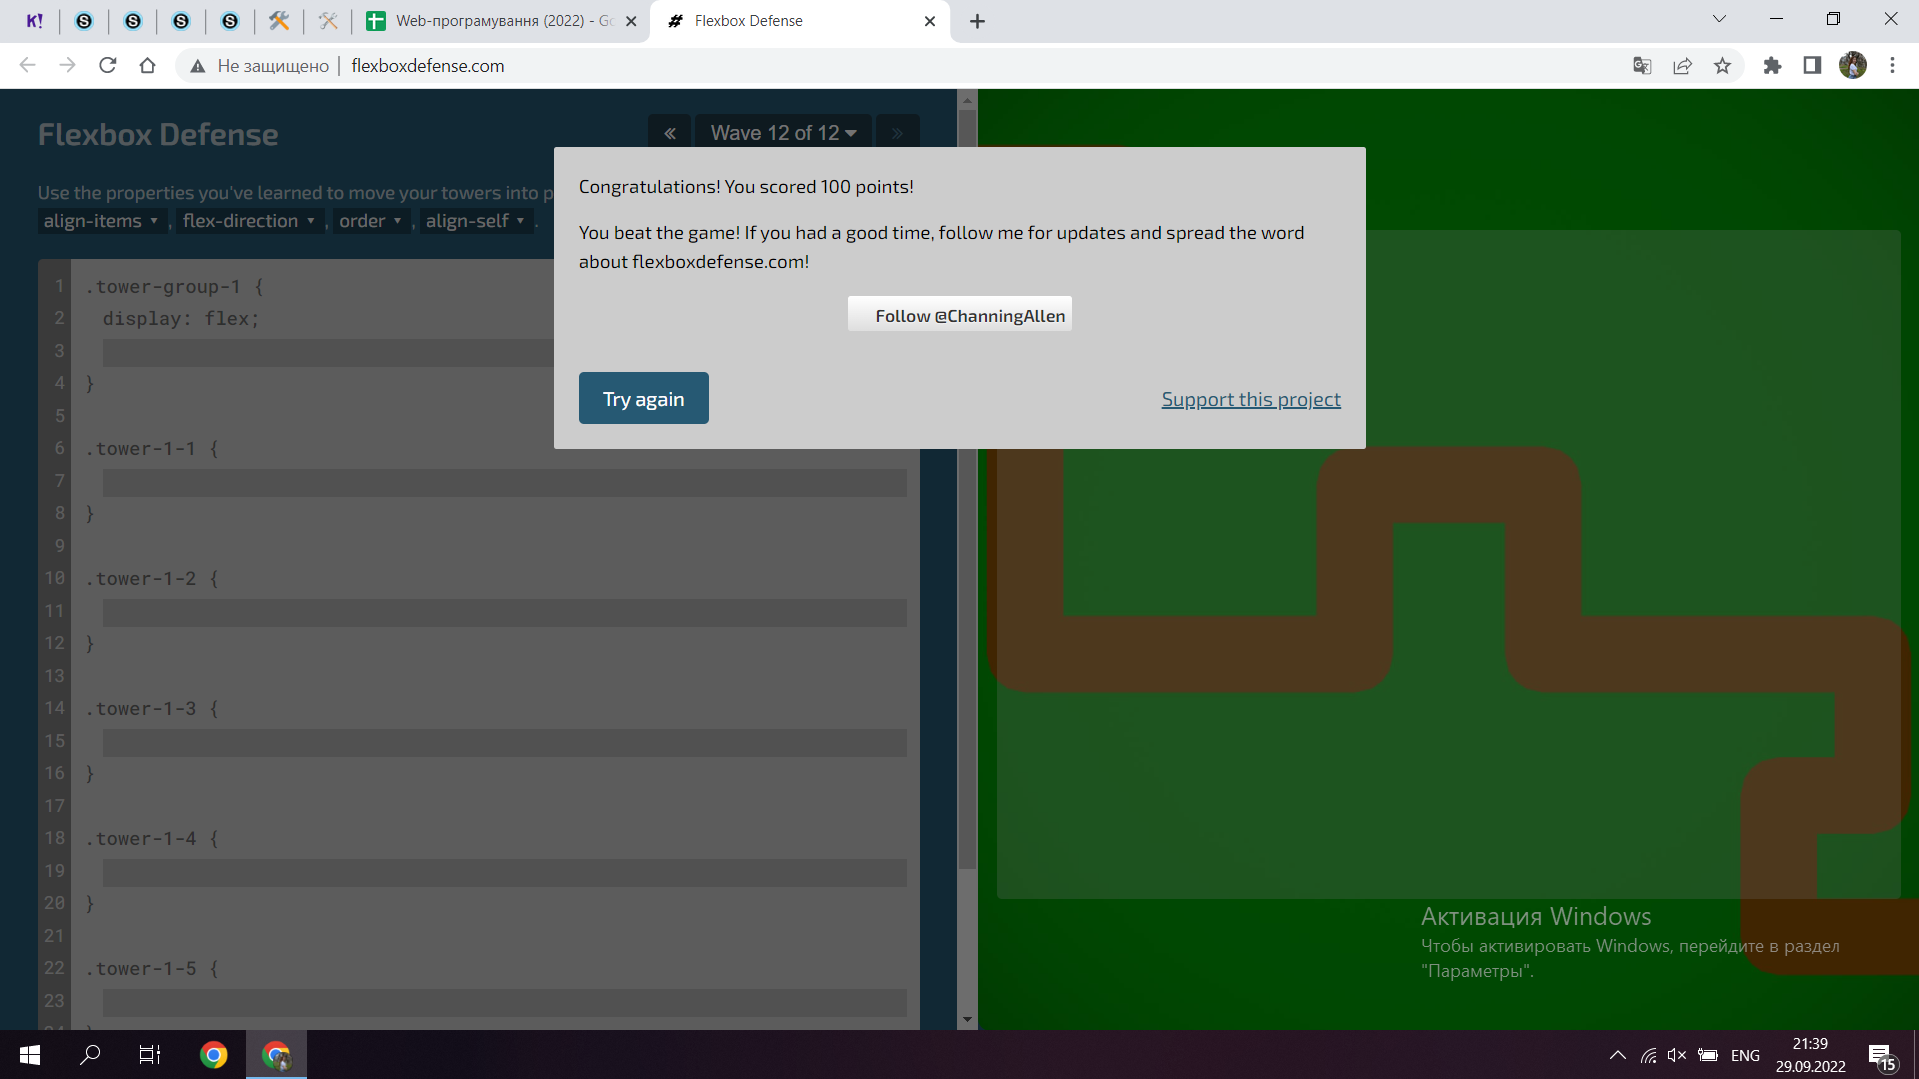 K!
S
S
S
S
Web-програмування (2022) - Go
Flexbox Defense
Не защищено
flexboxdefense.com
Flexbox Defense
«
Wave 12 of 12
»
Use the properties you've learned to move your towers into p
align-items ▾ , flex-direction ▾ , order ▾ , align-self ▾ .
Congratulations! You scored 100 points!
You beat the game! If you had a good time, follow me for updates and spread the word
about flexboxdefense.com!
Follow @ChanningAllen
Try again
Support this project
1 .tower-group-1 {
2 display: flex;
3
4 }
5
6 .tower-1-1 {
7
8 }
9
10 .tower-1-2 {
11
12 }
13
14 .tower-1-3 {
15
16 }
17
18 .tower-1-4 {
19
20 }
21
22 .tower-1-5 {
23
Активация Windows
Чтобы активировать Windows, перейдите в раздел
"Параметры".
ENG
21:39
29.09.2022
15